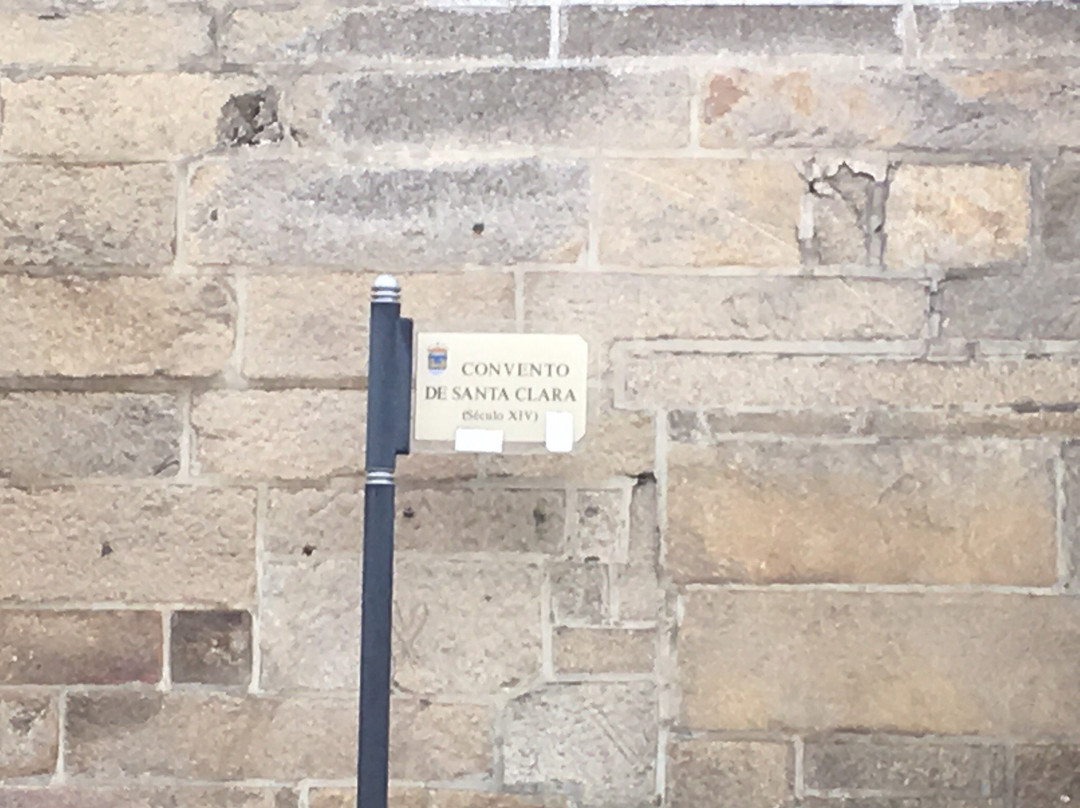 CONVENTO
DE SANTA CLARA
(Século XIV)